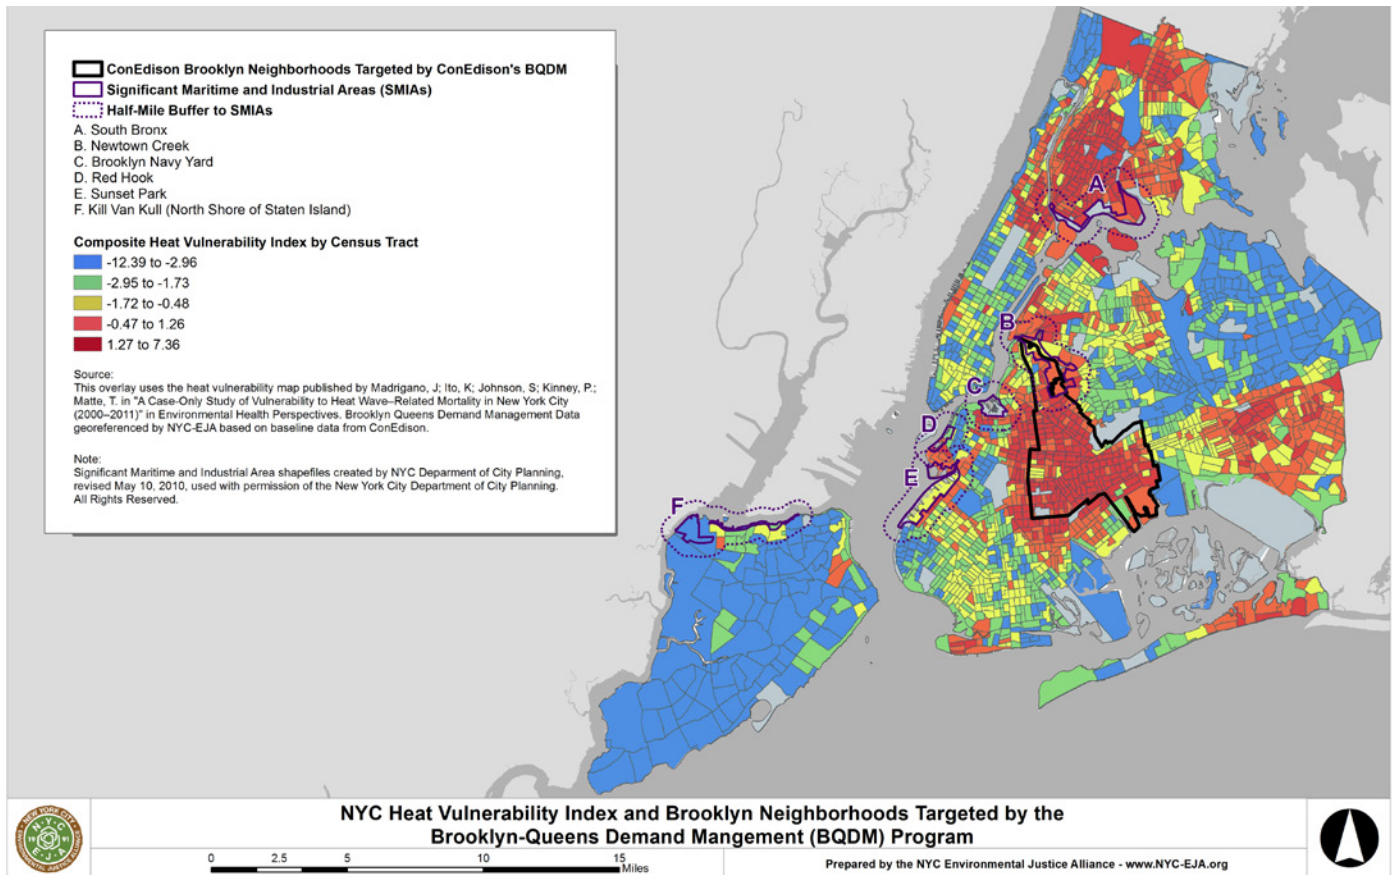 ConEdison Brooklyn Neighborhoods Targeted by ConEdison's BQDM
Significant Maritime and Industrial Areas (SMIAs)
Half-Mile Buffer to SMIAs
A. South Bronx
B. Newtown Creek
C. Brooklyn Navy Yard
D. Red Hook
E. Sunset Park
F. Kill Van Kull (North Shore of Staten Island)
Composite Heat Vulnerability Index by Census Tract
-12.39 to -2.96
-2.95 to -1.73
-1.72 to -0.48
-0.47 to 1.26
1.27 to 7.36
Source:
This overlay uses the heat vulnerability map published by Madrigano, J; Ito, K; Johnson, S; Kinney, P.;
Matte, T. in "A Case-Only Study of Vulnerability to Heat Wave–Related Mortality in New York City
(2000–2011)" in Environmental Health Perspectives. Brooklyn Queens Demand Management Data
georeferenced by NYC-EJA based on baseline data from ConEdison.
Note:
Significant Maritime and Industrial Area shapefiles created by NYC Deparment of City Planning,
revised May 10, 2010, used with permission of the New York City Department of City Planning.
All Rights Reserved.
A
B
C
D
E
F
NYC Heat Vulnerability Index and Brooklyn Neighborhoods Targeted by the
Brooklyn-Queens Demand Mangement (BQDM) Program
0 2.5 5 10 15
Miles
Prepared by the NYC Environmental Justice Alliance - www.NYC-EJA.org
NEW YORK CITY
ENVIRONMENTAL JUSTICE ALLIANCE
N·Y·C
E·J·A